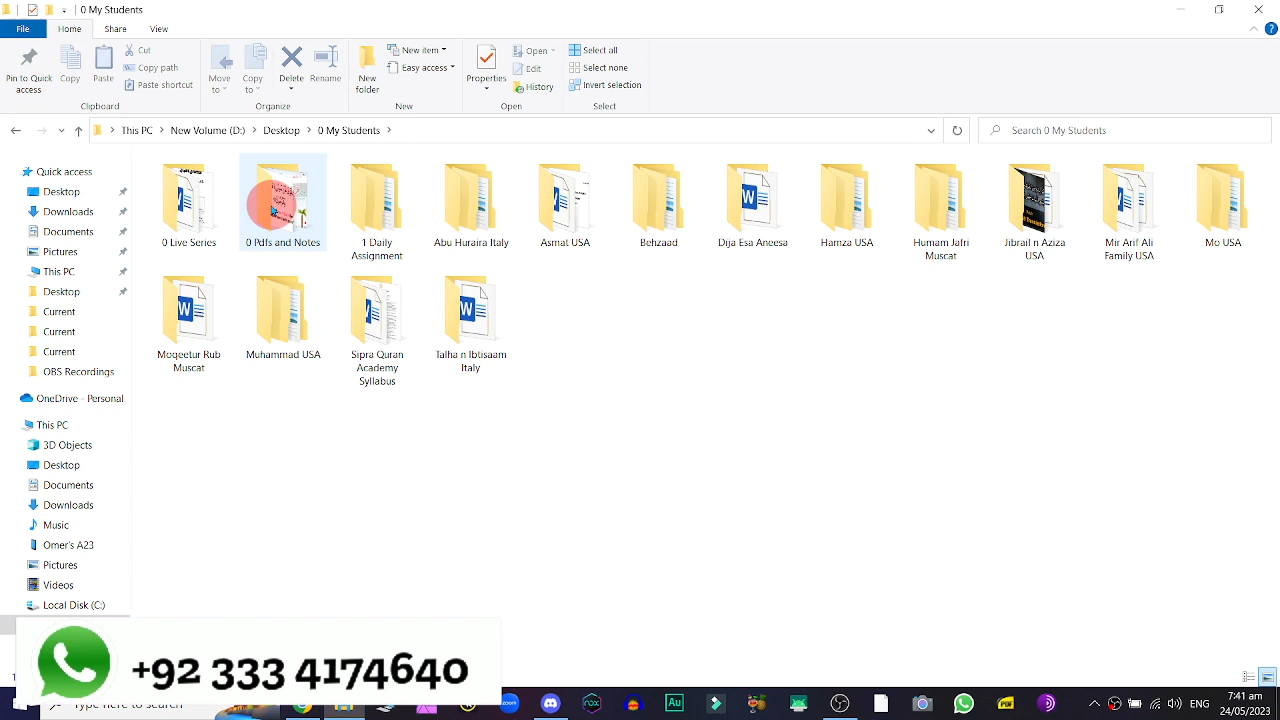 0 My Students
File Home Share View
Pin to Quick access
Copy
Paste
Cut
Copy path
Paste shortcut
Clipboard
Move to
Copy to
Delete
Rename
Organize
New folder
New item
Easy access
New
Properties
Open
Edit
History
Open
Select all
Select none
Invert selection
Select
This PC New Volume (D:) Desktop 0 My Students
Search 0 My Students
Quick access
Desktop
Downloads
Documents
Pictures
This PC
Desktop
Current
Current
Current
OBS Recordings
OneDrive - Personal
This PC
3D Objects
Desktop
Documents
Downloads
Music
Omer's A23
Pictures
Videos
Local Disk (C:)
0 Live Series
0 Pdfs and Notes
1 Daily Assignment
Abu Huraira Italy
Asmat USA
Behzaad
Dija Esa Aneesa
Hamza USA
Humam Jafri Muscat
Jibrail n Aziza USA
Mir Arif Ali Family USA
Mo USA
Moqeetur Rub Muscat
Muhammad USA
Sipra Quran Academy Syllabus
Talha n Ibtisaam Italy
+92 333 4174640
zoom
nox
Au
PDF
ENG
7:41 am
24/05/2023